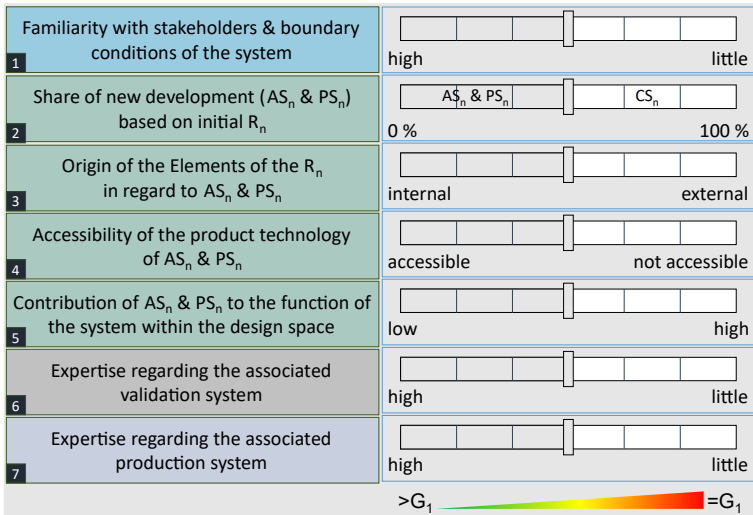 Familiarity with stakeholders & boundary
conditions of the system
1
high little
Share of new development (ASn & PSn)
based on initial Rn
2
ASn & PSn CSn
0 % 100 %
Origin of the Elements of the Rn
in regard to ASn & PSn
3
internal external
Accessibility of the product technology
of ASn & PSn
4
accessible not accessible
Contribution of ASn & PSn to the function of
the system within the design space
5
low high
Expertise regarding the associated
validation system
6
high little
Expertise regarding the associated
production system
7
high little
>G1 =G1